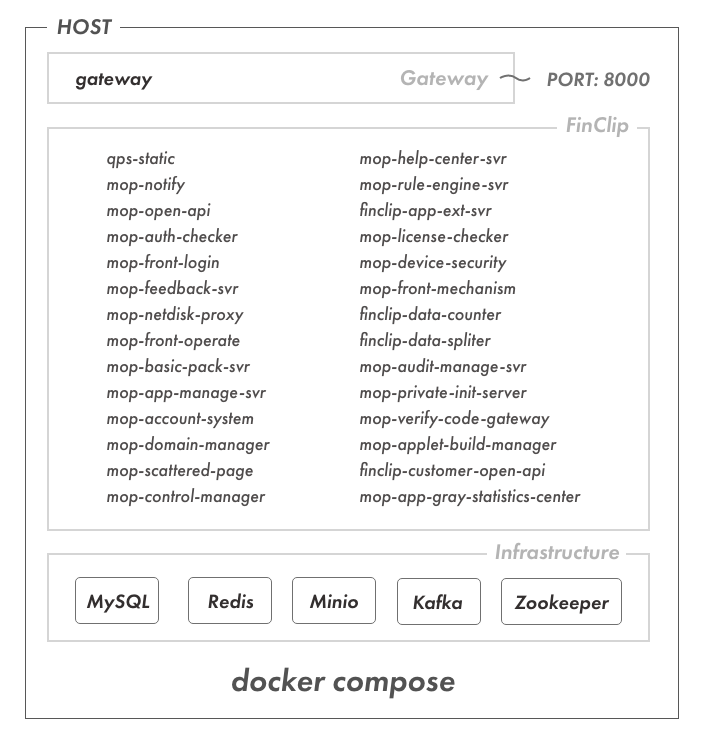 HOST
gateway
Gateway
PORT: 8000
FinClip
qps-static
mop-notify
mop-open-api
mop-auth-checker
mop-front-login
mop-feedback-svr
mop-netdisk-proxy
mop-front-operate
mop-basic-pack-svr
mop-app-manage-svr
mop-account-system
mop-domain-manager
mop-scattered-page
mop-control-manager
mop-help-center-svr
mop-rule-engine-svr
finclip-app-ext-svr
mop-license-checker
mop-device-security
mop-front-mechanism
finclip-data-counter
finclip-data-spliter
mop-audit-manage-svr
mop-private-init-server
mop-verify-code-gateway
mop-applet-build-manager
finclip-customer-open-api
mop-app-gray-statistics-center
Infrastructure
MySQL
Redis
Minio
Kafka
Zookeeper
docker compose